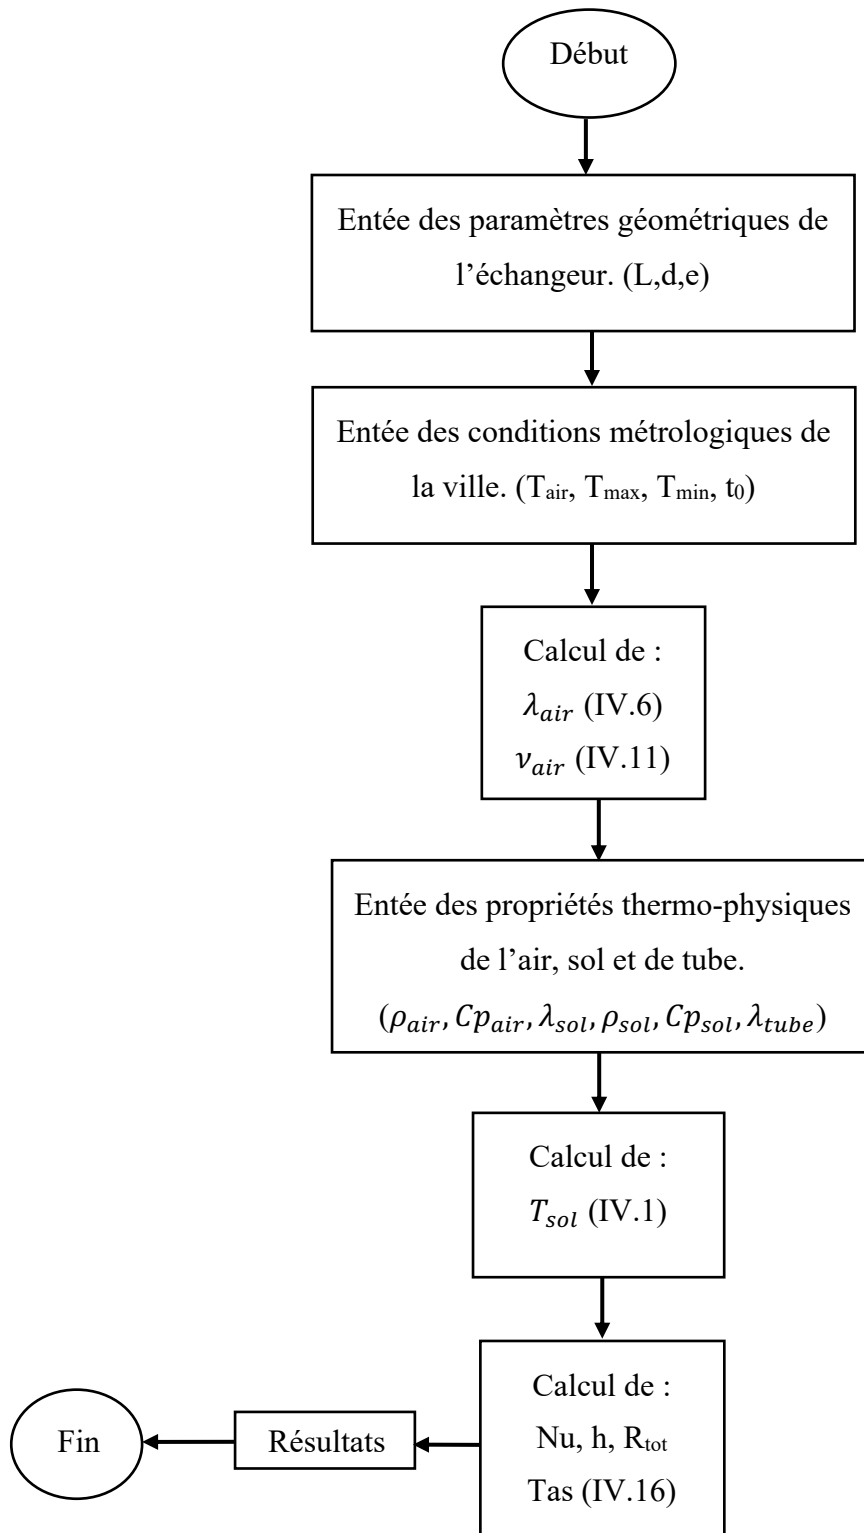 Début
Entée des paramètres géométriques de
l’échangeur. (L,d,e)
Entée des conditions métrologiques de
la ville. (Tair, Tmax, Tmin, t0)
Calcul de :
λair (IV.6)
νair (IV.11)
Entée des propriétés thermo-physiques
de l’air, sol et de tube.
(ρair, Cpair, λsol, ρsol, Cpsol, λtube)
Calcul de :
Tsol (IV.1)
Calcul de :
Nu, h, Rtot
Tas (IV.16)
Résultats
Fin